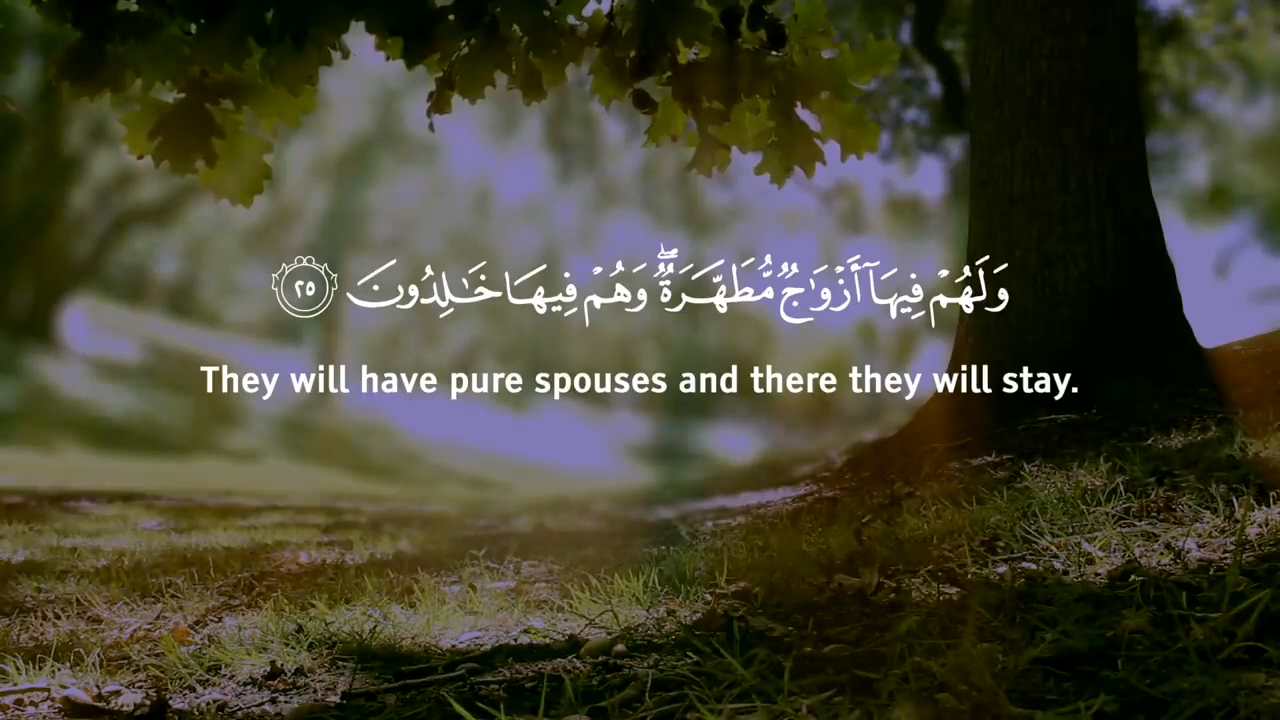 وَلَهُمْ فِيهَآ أَزْوَٰجٌ مُّطَهَّرَةٌ ۖ وَهُمْ فِيهَا خَـٰلِدُونَ ٢٥
They will have pure spouses and there they will stay.